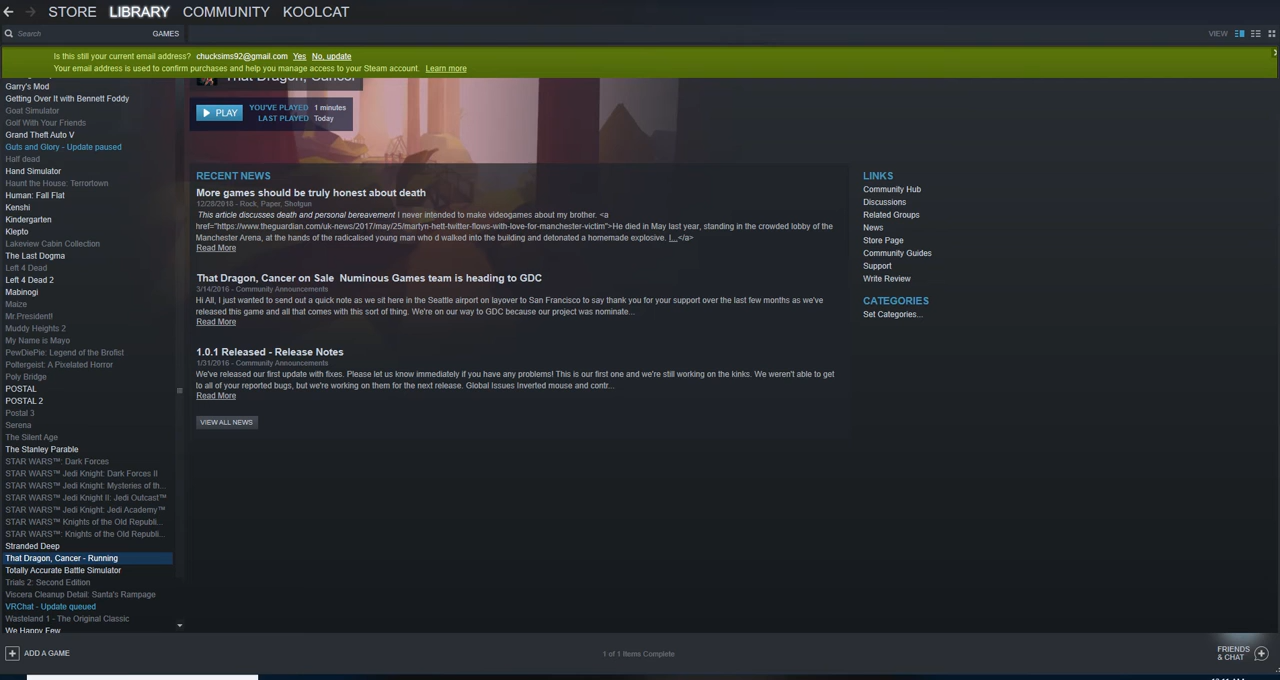 STORE LIBRARY COMMUNITY KOOLCAT
Search GAMES VIEW
Is this still your current email address? chucksims92@gmail.com Yes No, update
Your email address is used to confirm purchases and help you manage access to your Steam account. Learn more
Garry's Mod
Getting Over It with Bennett Foddy
Goat Simulator
Golf With Your Friends
Grand Theft Auto V
Guts and Glory - Update paused
Half dead
Hand Simulator
Haunt the House: Terrortown
Human: Fall Flat
Kenshi
Kindergarten
Klepto
Lakeview Cabin Collection
The Last Dogma
Left 4 Dead
Left 4 Dead 2
Mabinogi
Maize
Mr.President!
Muddy Heights 2
My Name is Mayo
PewDiePie: Legend of the Brofist
Poltergeist: A Pixelated Horror
Poly Bridge
POSTAL
POSTAL 2
Postal 3
Serena
The Silent Age
The Stanley Parable
STAR WARS™: Dark Forces
STAR WARS™ Jedi Knight: Dark Forces II
STAR WARS™ Jedi Knight: Mysteries of th...
STAR WARS™ Jedi Knight II: Jedi Outcast™
STAR WARS™ Jedi Knight: Jedi Academy™
STAR WARS™ Knights of the Old Republi...
STAR WARS™: Knights of the Old Republi...
Stranded Deep
That Dragon, Cancer - Running
Totally Accurate Battle Simulator
Trials 2: Second Edition
Viscera Cleanup Detail: Santa's Rampage
VRChat - Update queued
Wasteland 1 - The Original Classic
We Happy Few
That Dragon, Cancer
PLAY
YOU'VE PLAYED 1 minutes
LAST PLAYED Today
RECENT NEWS
More games should be truly honest about death
12/28/2018 - Rock, Paper, Shotgun
This article discusses death and personal bereavement I never intended to make videogames about my brother. <a
href="https://www.theguardian.com/uk-news/2017/may/25/martyn-hett-twitter-flows-with-love-for-manchester-victim">He died in May last year, standing in the crowded lobby of the
Manchester Arena, at the hands of the radicalised young man who d walked into the building and detonated a homemade explosive. I...</a>
Read More
That Dragon, Cancer on Sale Numinous Games team is heading to GDC
3/14/2016 - Community Announcements
Hi All, I just wanted to send out a quick note as we sit here in the Seattle airport on layover to San Francisco to say thank you for your support over the last few months as we've
released this game and all that comes with this sort of thing. We're on our way to GDC because our project was nominate...
Read More
1.0.1 Released - Release Notes
1/31/2016 - Community Announcements
We've released our first update with fixes. Please let us know immediately if you have any problems! This is our first one and we're still working on the kinks. We weren't able to get
to all of your reported bugs, but we're working on them for the next release. Global Issues Inverted mouse and contr...
Read More
VIEW ALL NEWS
LINKS
Community Hub
Discussions
Related Groups
News
Store Page
Community Guides
Support
Write Review
CATEGORIES
Set Categories...
ADD A GAME
1 of 1 Items Complete
FRIENDS
& CHAT